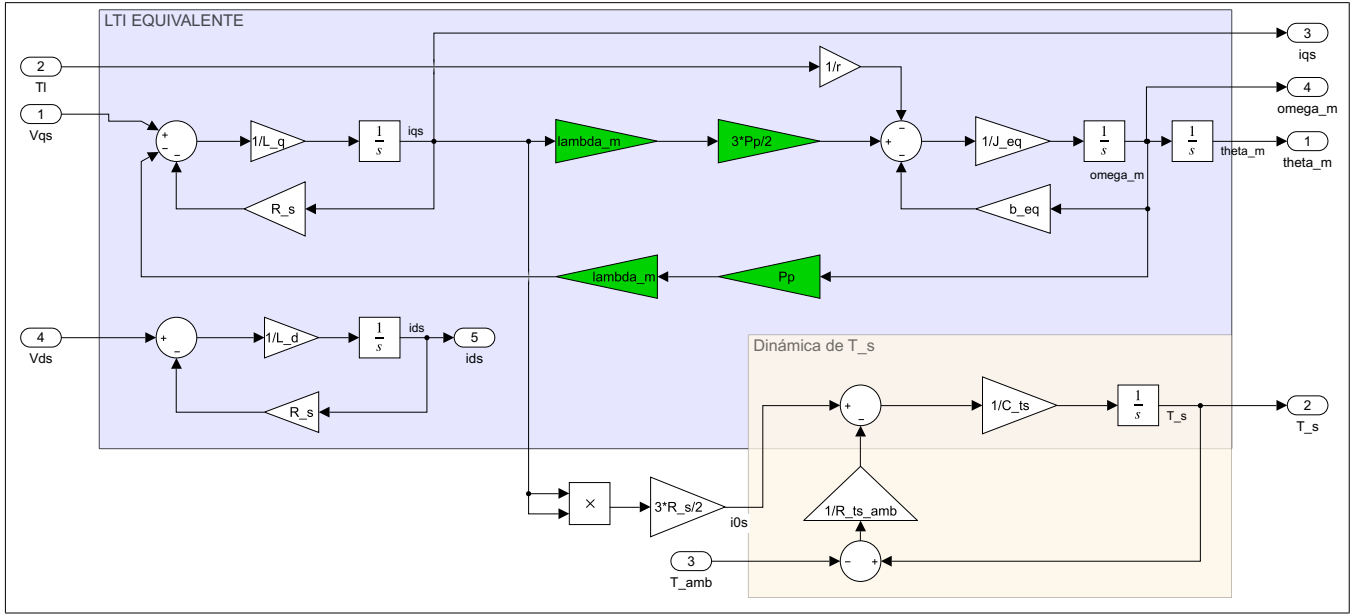 LTI EQUIVALENTE
3
iqs
2
Tl
1/r
4
omega_m
1
Vqs
+
−
−
1/L_q
1
s
iqs
lambda_m
3*Pp/2
−
+
−
1/J_eq
1
s
omega_m
1
s
theta_m
1
theta_m
R_s
b_eq
lambda_m
Pp
4
Vds
+
−
1/L_d
1
s
ids
5
ids
R_s
Dinámica de T_s
+
−
1/C_ts
1
s
T_s
2
T_s
×
3*R_s/2
i0s
1/R_ts_amb
3
T_amb
−
+